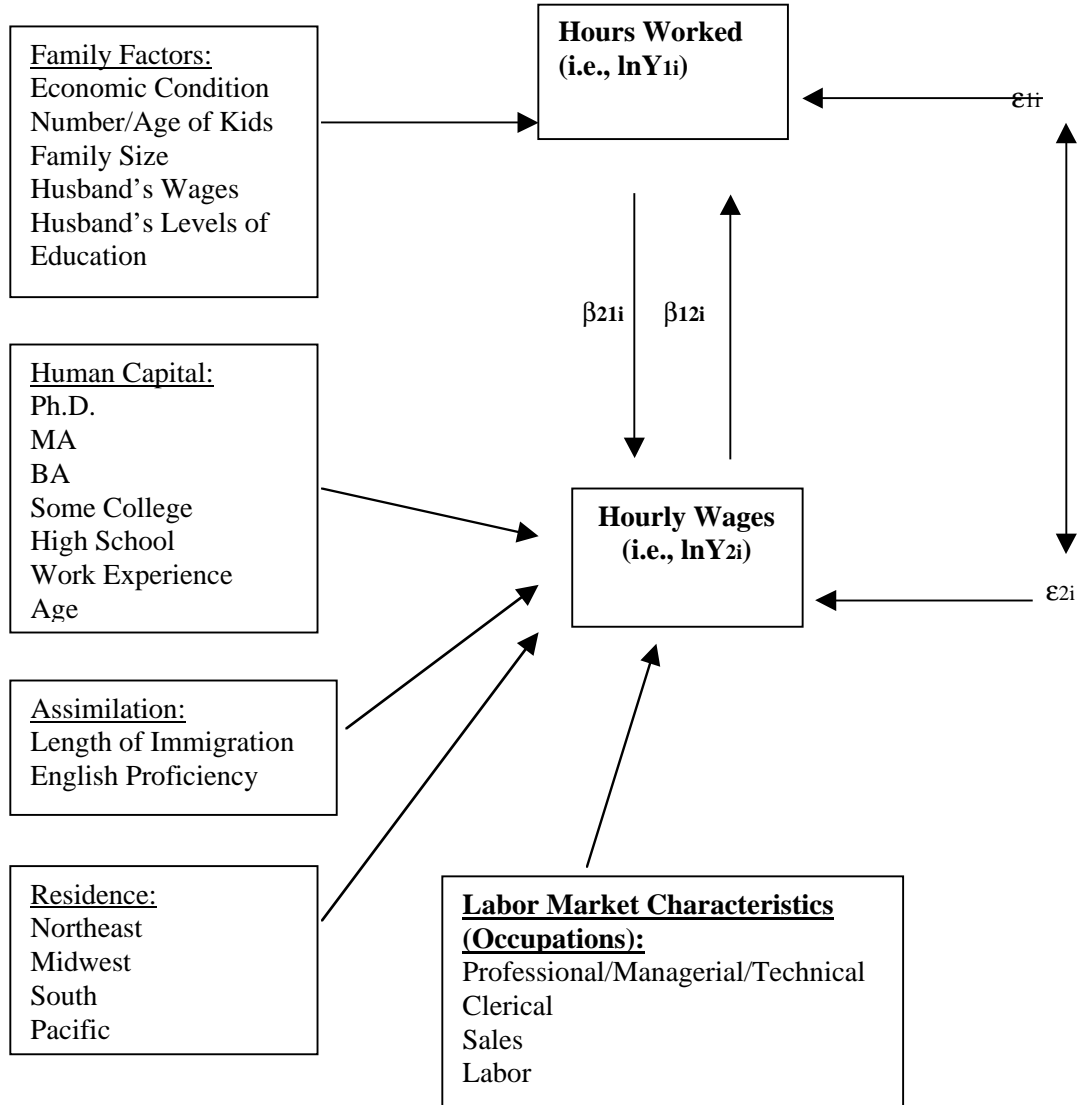 Family Factors:
Economic Condition
Number/Age of Kids
Family Size
Husband's Wages
Husband's Levels of
Education
Hours Worked
(i.e., lnY1i)
ε1i
β21i
β12i
Human Capital:
Ph.D.
MA
BA
Some College
High School
Work Experience
Age
Hourly Wages
(i.e., lnY2i)
ε2i
Assimilation:
Length of Immigration
English Proficiency
Residence:
Northeast
Midwest
South
Pacific
Labor Market Characteristics
(Occupations):
Professional/Managerial/Technical
Clerical
Sales
Labor